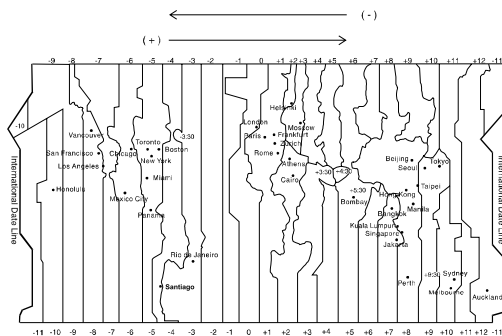 (-)
(+)
-9 -8 -7 -6 -5 -4 -3 -2 -1 0 +1 +2 +3 +4 +5 +6 +7 +8 +9 +10 +11 +12 -11
-10
-3:30
Helsinki
London
Moscow
Vancouver
Paris
Frankfurt
Toronto
Boston
Zürich
San Francisco
Chicago
New York
Rome
Beijing
Tokyo
Los Angeles
Athens
Seoul
Miami
Cairo
+3:30
+4:30
Taipei
Honolulu
+5:30
Hong Kong
Mexico City
Bombay
Manila
Panama
Bangkok
Kuala Lumpur
Singapore
Jakarta
Rio de Janeiro
Perth
+9:30
Sydney
Santiago
Melbourne
Auckland
International Date Line
International Date Line
-11 -10 -9 -8 -7 -6 -5 -4 -3 -2 -1 0 +1 +2 +3 +4 +5 +6 +7 +8 +9 +10 +11 +12 -11